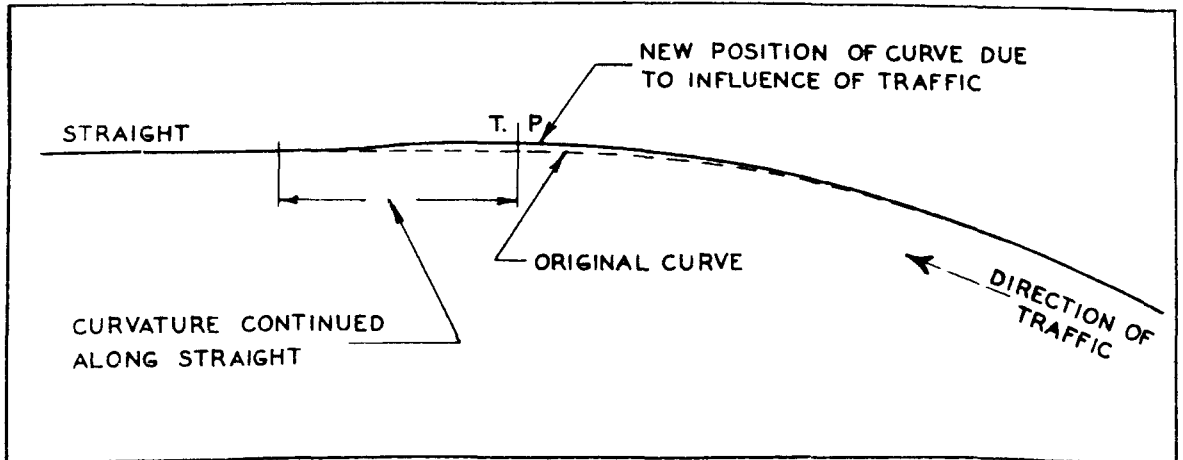 NEW POSITION OF CURVE DUE
TO INFLUENCE OF TRAFFIC
STRAIGHT
T. P.
ORIGINAL CURVE
DIRECTION OF
TRAFFIC
CURVATURE CONTINUED
ALONG STRAIGHT